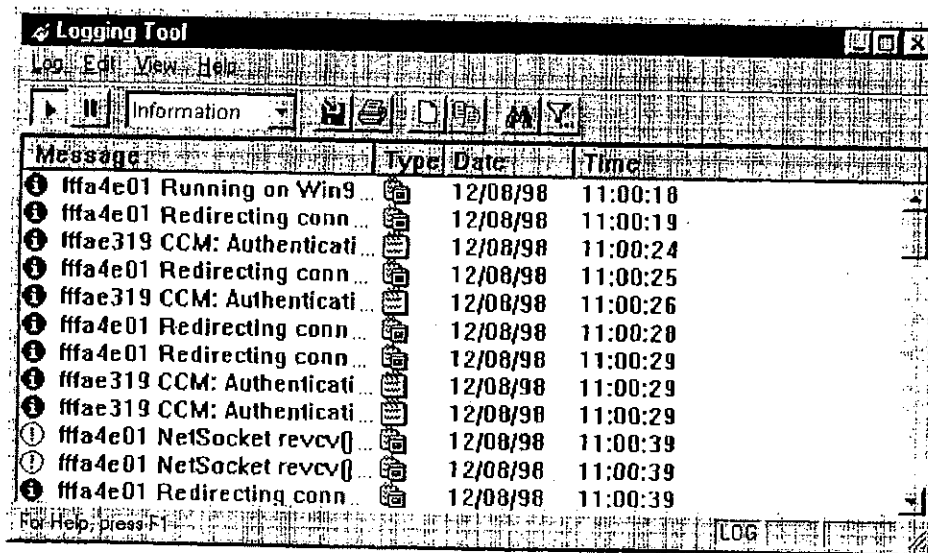 Logging Tool
Log Edit View Help
Information
Message Type Date Time
fffa4e01 Running on Win9... 12/08/98 11:00:18
fffa4e01 Redirecting conn... 12/08/98 11:00:19
fffae319 CCM: Authenticati... 12/08/98 11:00:24
fffa4e01 Redirecting conn... 12/08/98 11:00:25
fffae319 CCM: Authenticati... 12/08/98 11:00:26
fffa4e01 Redirecting conn... 12/08/98 11:00:28
fffa4e01 Redirecting conn... 12/08/98 11:00:29
fffae319 CCM: Authenticati... 12/08/98 11:00:29
fffae319 CCM: Authenticati... 12/08/98 11:00:29
fffa4e01 NetSocket revcv()... 12/08/98 11:00:39
fffa4e01 NetSocket revcv()... 12/08/98 11:00:39
fffa4e01 Redirecting conn... 12/08/98 11:00:39
For Help, press F1
LOG